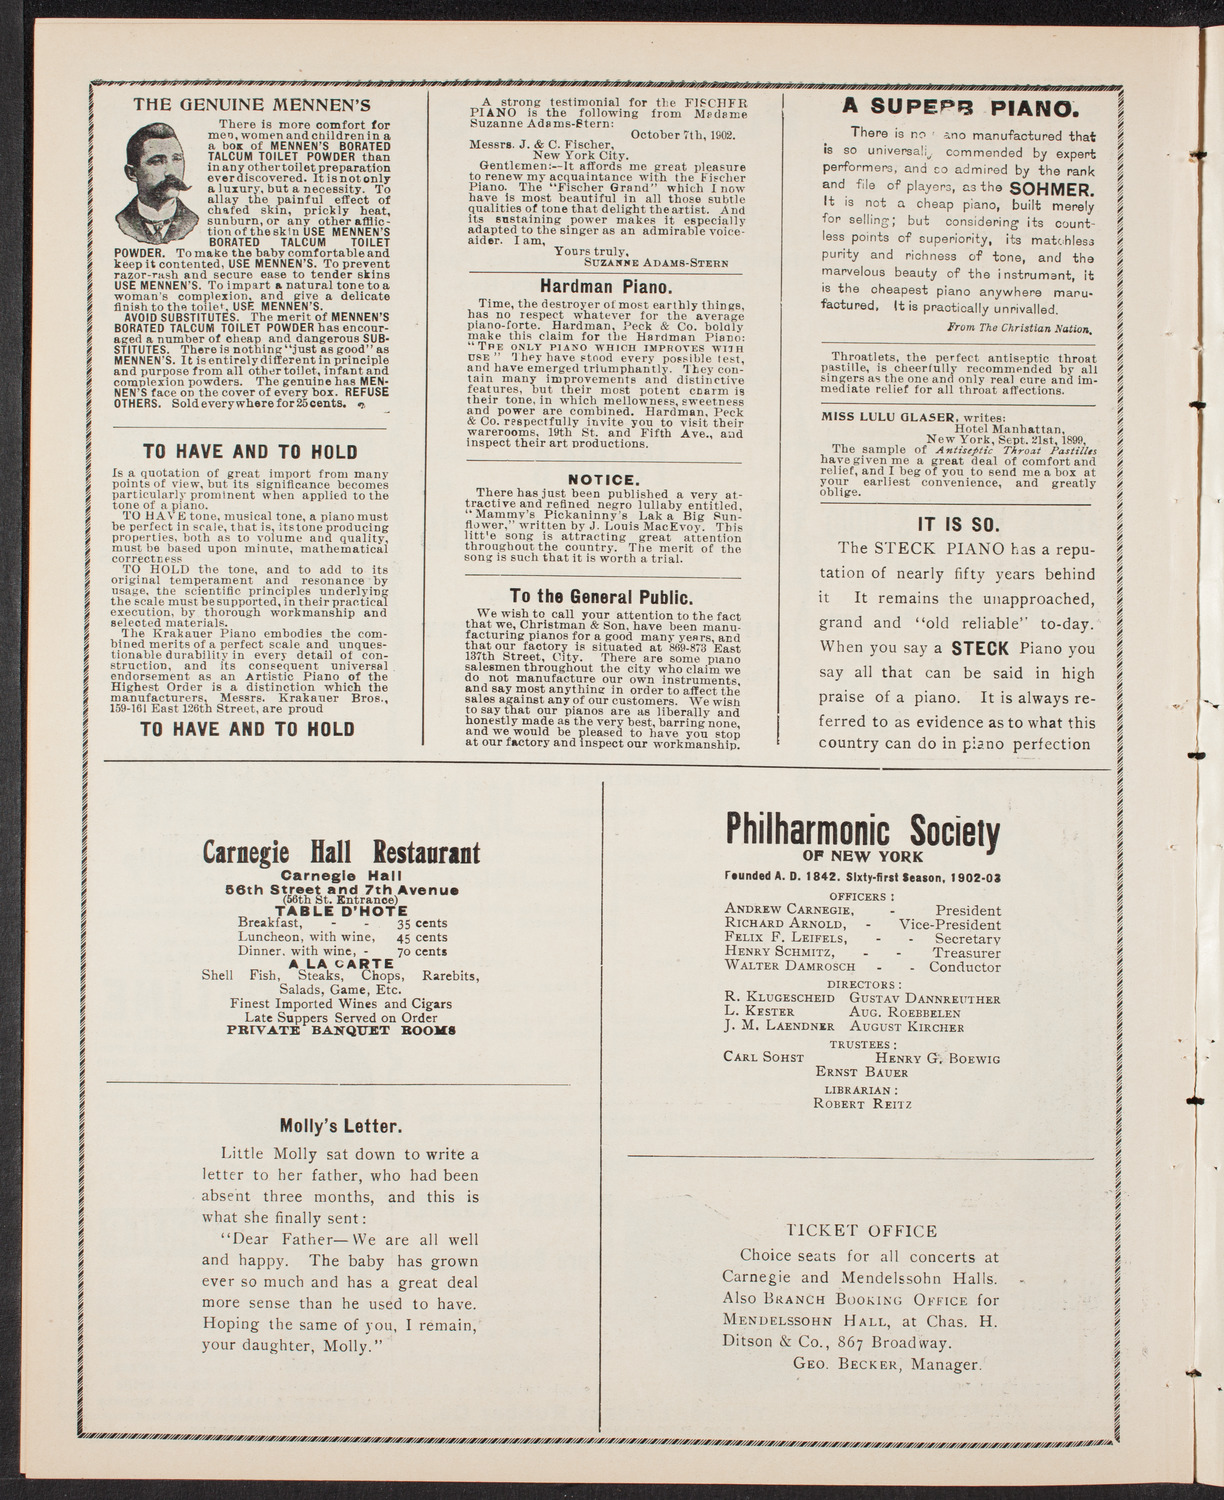 THE GENUINE MENNEN'S
There is more comfort for
men, women and children in a
a box of MENNEN'S BORATED
TALCUM TOILET POWDER than
in any other toilet preparation
ever discovered. It is not only
a luxury, but a necessity. To
allay the painful effect of
chafed skin, prickly heat,
sunburn, or any other afflic-
tion of the skin USE MENNEN'S
BORATED TALCUM TOILET
POWDER. To make the baby comfortable and
keep it contented, USE MENNEN'S. To prevent
razor-rash and secure ease to tender skins
USE MENNEN'S. To impart a natural tone to a
woman's complexion, and give a delicate
finish to the toilet, USE MENNEN'S.
AVOID SUBSTITUTES. The merit of MENNEN'S
BORATED TALCUM TOILET POWDER has encour-
aged a number of cheap and dangerous SUB-
STITUTES. There is nothing "just as good" as
MENNEN'S. It is entirely different in principle
and purpose from all other toilet, infant and
complexion powders. The genuine has MEN-
NEN'S face on the cover of every box. REFUSE
OTHERS. Sold everywhere for 25 cents.
TO HAVE AND TO HOLD
Is a quotation of great import from many
points of view, but its significance becomes
particularly prominent when applied to the
tone of a piano.
TO HAVE tone, musical tone, a piano must
be perfect in scale, that is, its tone producing
properties, both as to volume and quality,
must be based upon minute, mathematical
correctness
TO HOLD the tone, and to add to its
original temperament and resonance by
usage, the scientific principles underlying
the scale must be supported, in their practical
execution, by thorough workmanship and
selected materials.
The Krakauer Piano embodies the com-
bined merits of a perfect scale and unques-
tionable durability in every detail of con-
struction, and its consequent universal
endorsement as an Artistic Piano of the
Highest Order is a distinction which the
manufacturers, Messrs. Krakauer Bros.,
159-161 East 126th Street, are proud
TO HAVE AND TO HOLD
A strong testimonial for the FISCHER
PIANO is the following from Madame
Suzanne Adams-Stern:
October 7th, 1902.
Messrs. J. & C. Fischer,
New York City.
Gentlemen:—It affords me great pleasure
to renew my acquaintance with the Fischer
Piano. The "Fischer Grand" which I now
have is most beautiful in all those subtle
qualities of tone that delight the artist. And
its sustaining power makes it especially
adapted to the singer as an admirable voice-
aider. I am,
Yours truly,
SUZANNE ADAMS-STERN
Hardman Piano.
Time, the destroyer of most earthly things,
has no respect whatever for the average
piano-forte. Hardman, Peck & Co. boldly
make this claim for the Hardman Piano:
"THE ONLY PIANO WHICH IMPROVES WITH
USE" They have stood every possible test,
and have emerged triumphantly. They con-
tain many improvements and distinctive
features, but their most potent charm is
their tone, in which mellowness, sweetness
and power are combined. Hardman, Peck
& Co. respectfully invite you to visit their
warerooms, 19th St. and Fifth Ave., and
inspect their art productions.
NOTICE.
There has just been published a very at-
tractive and refined negro lullaby entitled,
"Mammy's Pickaninny's Lak a Big Sun-
flower," written by J. Louis MacEvoy. This
little song is attracting great attention
throughout the country. The merit of the
song is such that it is worth a trial.
To the General Public.
We wish to call your attention to the fact
that we, Christman & Son, have been manu-
facturing pianos for a good many years, and
that our factory is situated at 869-873 East
137th Street, City. There are some piano
salesmen throughout the city who claim we
do not manufacture our own instruments,
and say most anything in order to affect the
sales against any of our customers. We wish
to say that our pianos are as liberally and
honestly made as the very best, barring none,
and we would be pleased to have you stop
at our factory and inspect our workmanship.
A SUPERB PIANO.
There is no ano manufactured that
is so universally commended by expert
performers, and so admired by the rank
and file of players, as the SOHMER.
It is not a cheap piano, built merely
for selling; but considering its count-
less points of superiority, its matchless
purity and richness of tone, and the
marvelous beauty of the instrument, it
is the cheapest piano anywhere manu-
factured, It is practically unrivalled.
From The Christian Nation.
Throatlets, the perfect antiseptic throat
pastille, is cheerfully recommended by all
singers as the one and only real cure and im-
mediate relief for all throat affections.
MISS LULU GLASER, writes:
Hotel Manhattan,
New York, Sept. 21st, 1899,
The sample of Antiseptic Throat Pastilles
have given me a great deal of comfort and
relief, and I beg of you to send me a box at
your earliest convenience, and greatly
oblige.
IT IS SO.
The STECK PIANO has a repu-
tation of nearly fifty years behind
it It remains the unapproached,
grand and "old reliable" to-day.
When you say a STECK Piano you
say all that can be said in high
praise of a piano. It is always re-
ferred to as evidence as to what this
country can do in piano perfection
Carnegie Hall Restaurant
Carnegie Hall
56th Street and 7th Avenue
(56th St. Entrance)
TABLE D'HOTE
Breakfast, - - 35 cents
Luncheon, with wine, 45 cents
Dinner, with wine, - 70 cents
A LA CARTE
Shell Fish, Steaks, Chops, Rarebits,
Salads, Game, Etc.
Finest Imported Wines and Cigars
Late Suppers Served on Order
PRIVATE BANQUET ROOMS
Molly's Letter.
Little Molly sat down to write a
letter to her father, who had been
absent three months, and this is
what she finally sent:
"Dear Father—We are all well
and happy. The baby has grown
ever so much and has a great deal
more sense than he used to have.
Hoping the same of you, I remain,
your daughter, Molly."
Philharmonic Society
OF NEW YORK
Founded A. D. 1842. Sixty-first Season, 1902-03
OFFICERS:
ANDREW CARNEGIE, - President
RICHARD ARNOLD, - Vice-President
FELIX F. LEIFELS, - - Secretary
HENRY SCHMITZ, - - Treasurer
WALTER DAMROSCH - - Conductor
DIRECTORS:
R. KLUGESCHEID GUSTAV DANNREUTHER
L. KESTER AUG. ROEBBELEN
J. M. LAENDNER AUGUST KIRCHER
TRUSTEES:
CARL SOHST HENRY G. BOEWIG
ERNST BAUER
LIBRARIAN:
ROBERT REITZ
TICKET OFFICE
Choice seats for all concerts at
Carnegie and Mendelssohn Halls.
Also BRANCH BOOKING OFFICE for
MENDELSSOHN HALL, at Chas. H.
Ditson & Co., 867 Broadway.
GEO. BECKER, Manager.